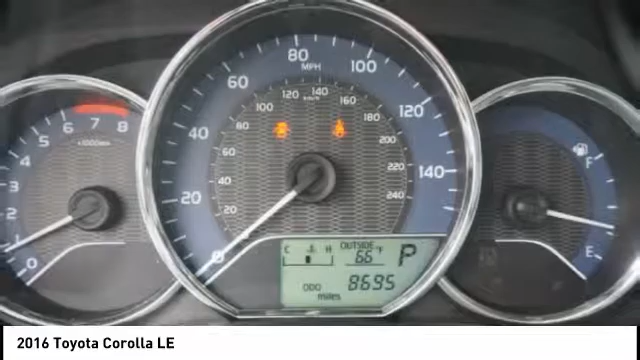 80
MPH
60
100
120
140
km/h
100
160
40
120
80
180
60
200
20
140
40
220
20
240
0
6
7
8
5
x1000r/min
4
3
2
1
0
F
E
C
H
OUTSIDE
66 °F
P
ODO
miles
8695
2016 Toyota Corolla LE